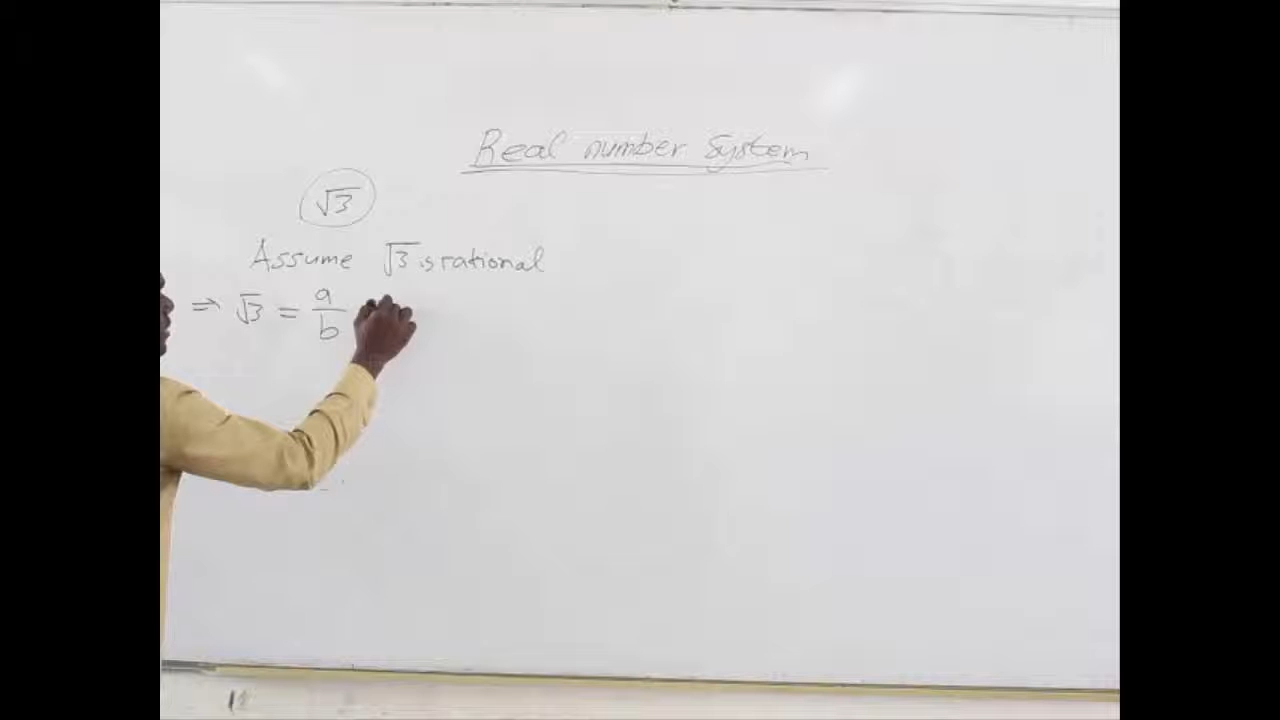 Real number System
√3
Assume √3 is rational
⇒ √3 = a/b